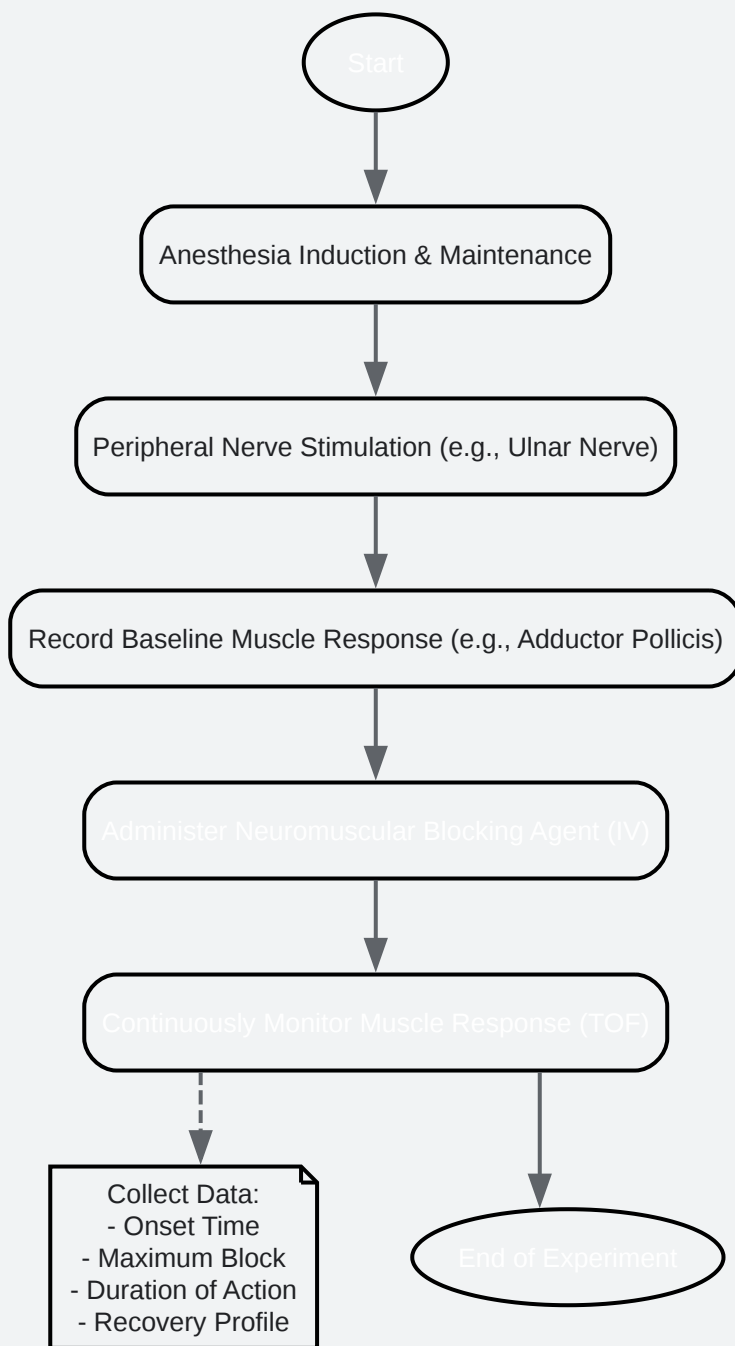 Start
Anesthesia Induction & Maintenance
Peripheral Nerve Stimulation (e.g., Ulnar Nerve)
Record Baseline Muscle Response (e.g., Adductor Pollicis)
Administer Neuromuscular Blocking Agent (IV)
Continuously Monitor Muscle Response (TOF)
Collect Data:
- Onset Time
- Maximum Block
- Duration of Action
- Recovery Profile
End of Experiment